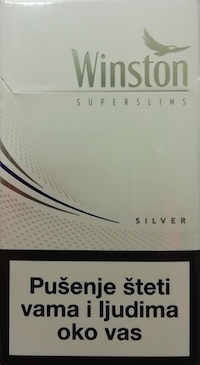 Winston
SUPERSLIMS
SILVER
Pušenje šteti
vama i ljudima
oko vas